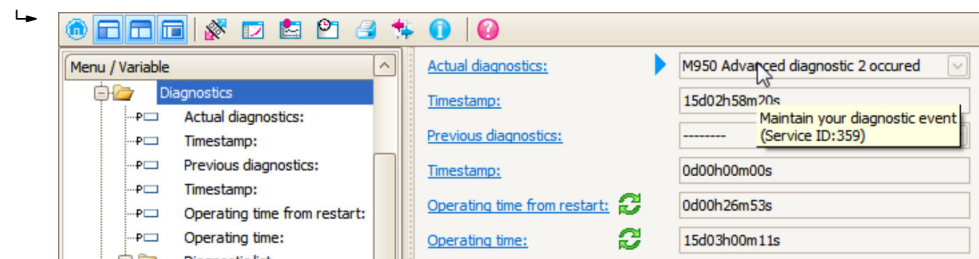 Menu / Variable
Diagnostics
Actual diagnostics:
Timestamp:
Previous diagnostics:
Timestamp:
Operating time from restart:
Operating time:
Actual diagnostics:
M950 Advanced diagnostic 2 occured
Timestamp:
15d02h58m20s
Maintain your diagnostic event
(Service ID:359)
Previous diagnostics:
--------
Timestamp:
0d00h00m00s
Operating time from restart:
0d00h26m53s
Operating time:
15d03h00m11s